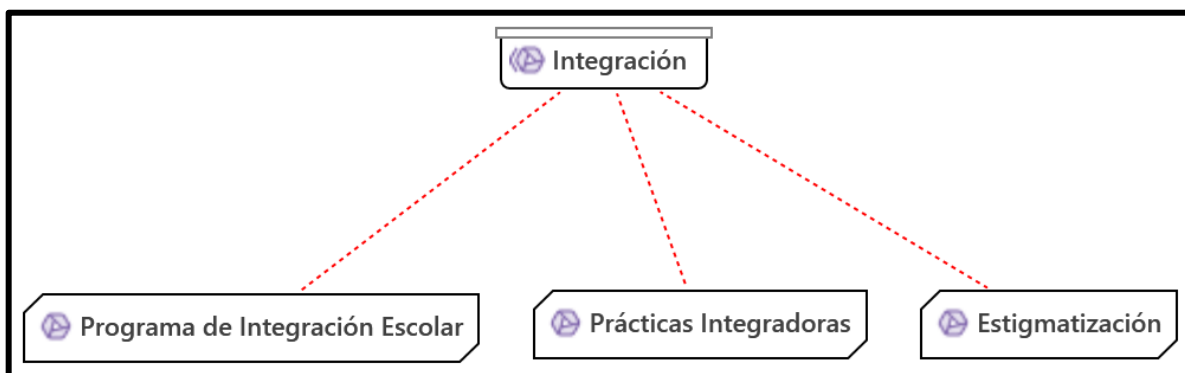 Integración
Programa de Integración Escolar
Prácticas Integradoras
Estigmatización